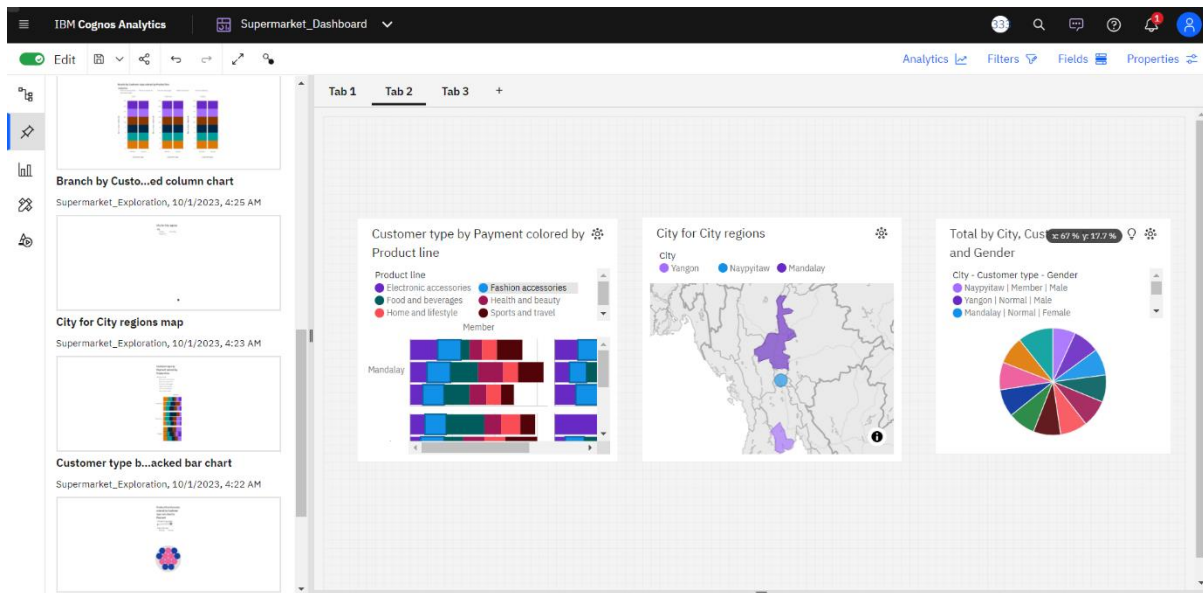 IBM Cognos Analytics
Supermarket_Dashboard
1
Edit
Analytics
Filters
Fields
Properties
Tab 1
Tab 2
Tab 3
+
Branch by Custo...ed column chart
Supermarket_Exploration, 10/1/2023, 4:25 AM
City for City regions map
Supermarket_Exploration, 10/1/2023, 4:23 AM
Customer type b...acked bar chart
Supermarket_Exploration, 10/1/2023, 4:22 AM
Customer type by Payment colored by
Product line
Product line
Electronic accessories Fashion accessories
Food and beverages Health and beauty
Home and lifestyle Sports and travel
Member
Mandalay
City for City regions
City
Yangon Naypyitaw Mandalay
Total by City, Cus
x: 67 % y: 17.7 %
and Gender
City - Customer type - Gender
Naypyitaw | Member | Male
Yangon | Normal | Male
Mandalay | Normal | Female